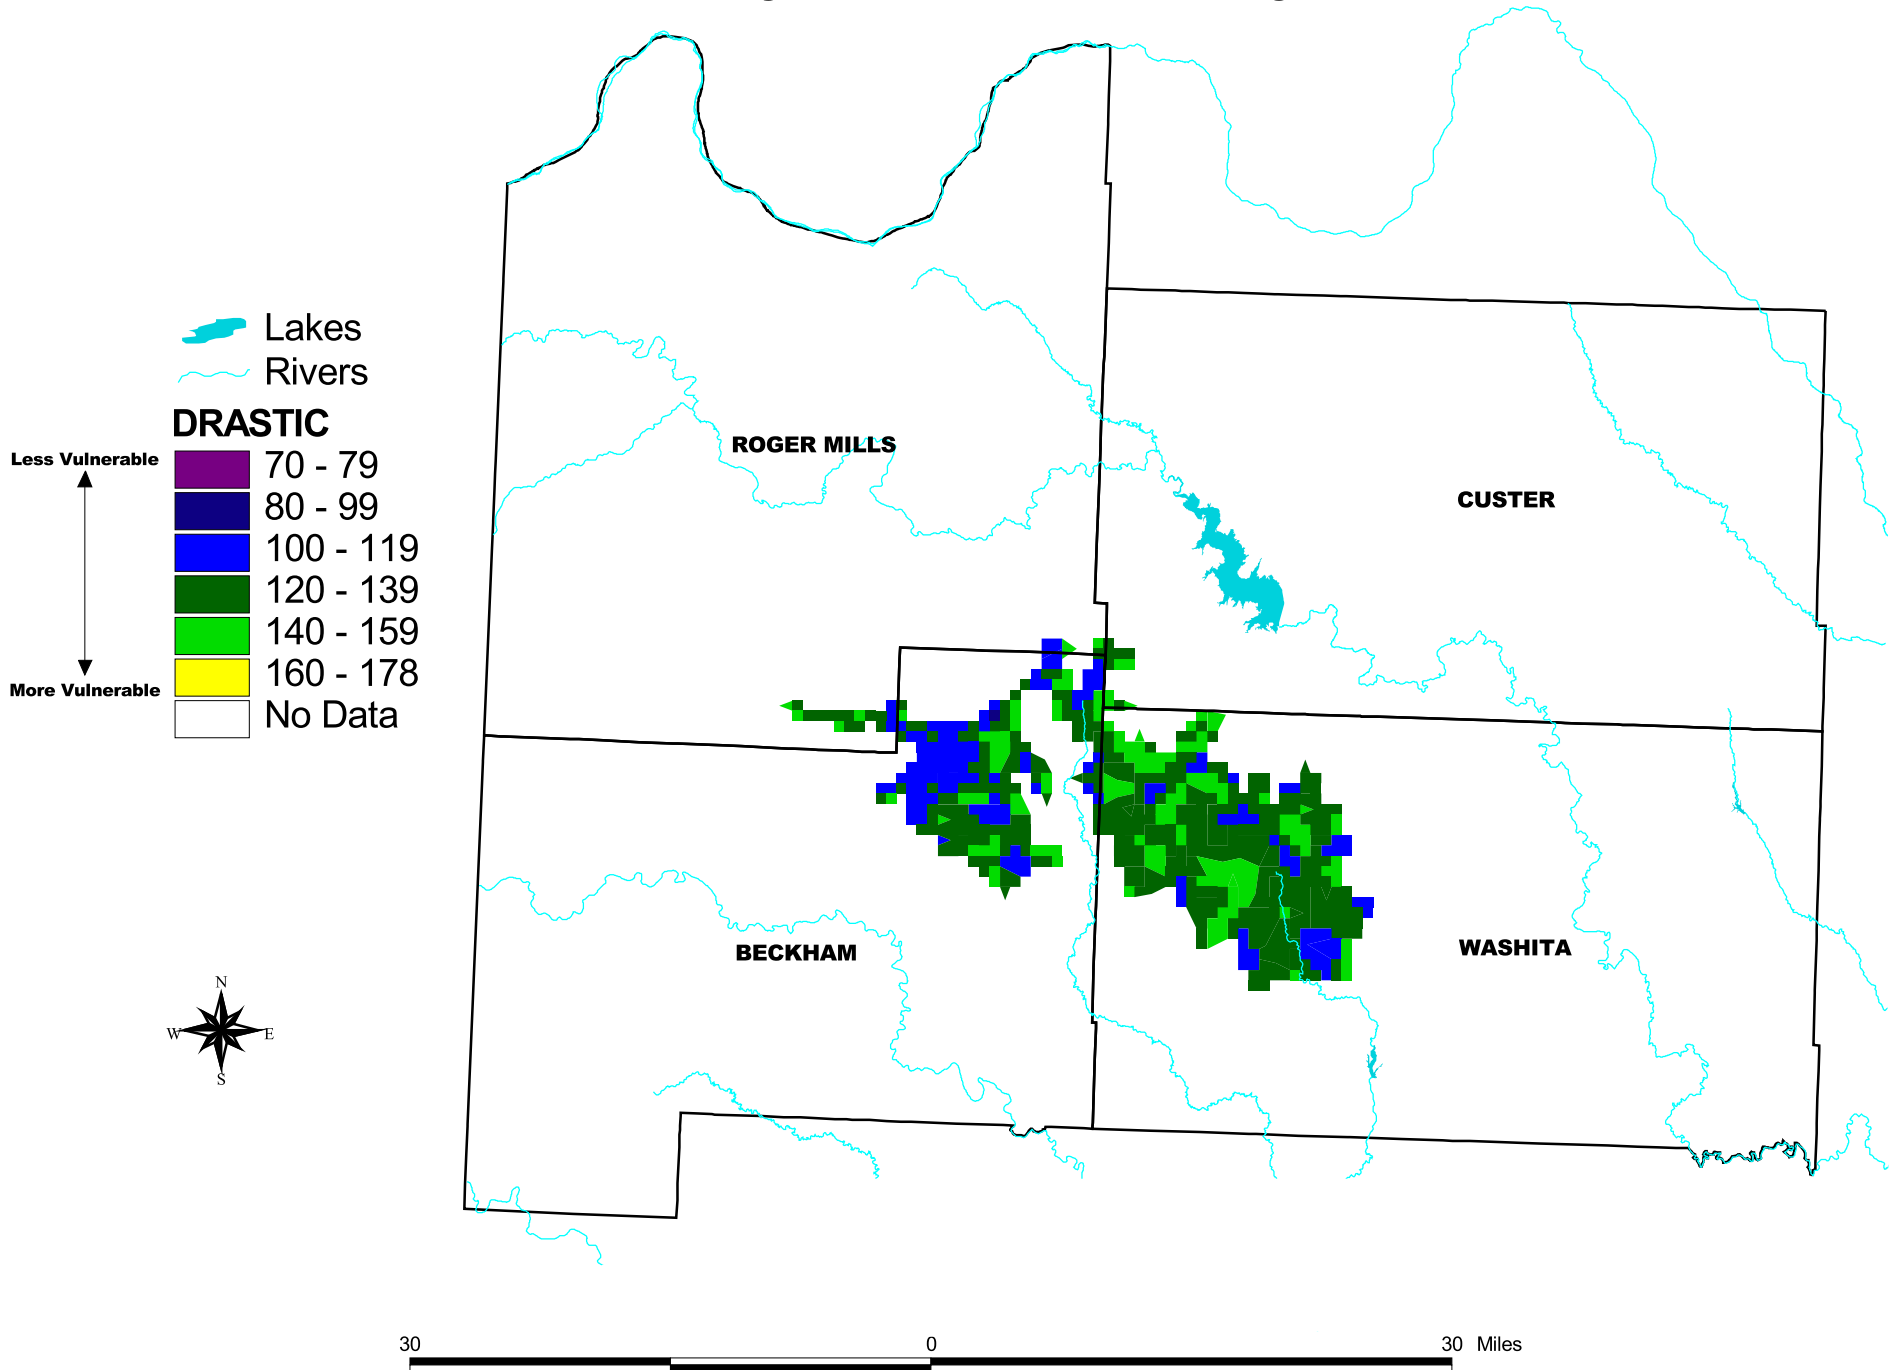 Lakes
Rivers
DRASTIC
Less Vulnerable
70 - 79
80 - 99
100 - 119
120 - 139
140 - 159
160 - 178
More Vulnerable
No Data
ROGER MILLS
CUSTER
BECKHAM
WASHITA
N
W E
S
30 0 30 Miles